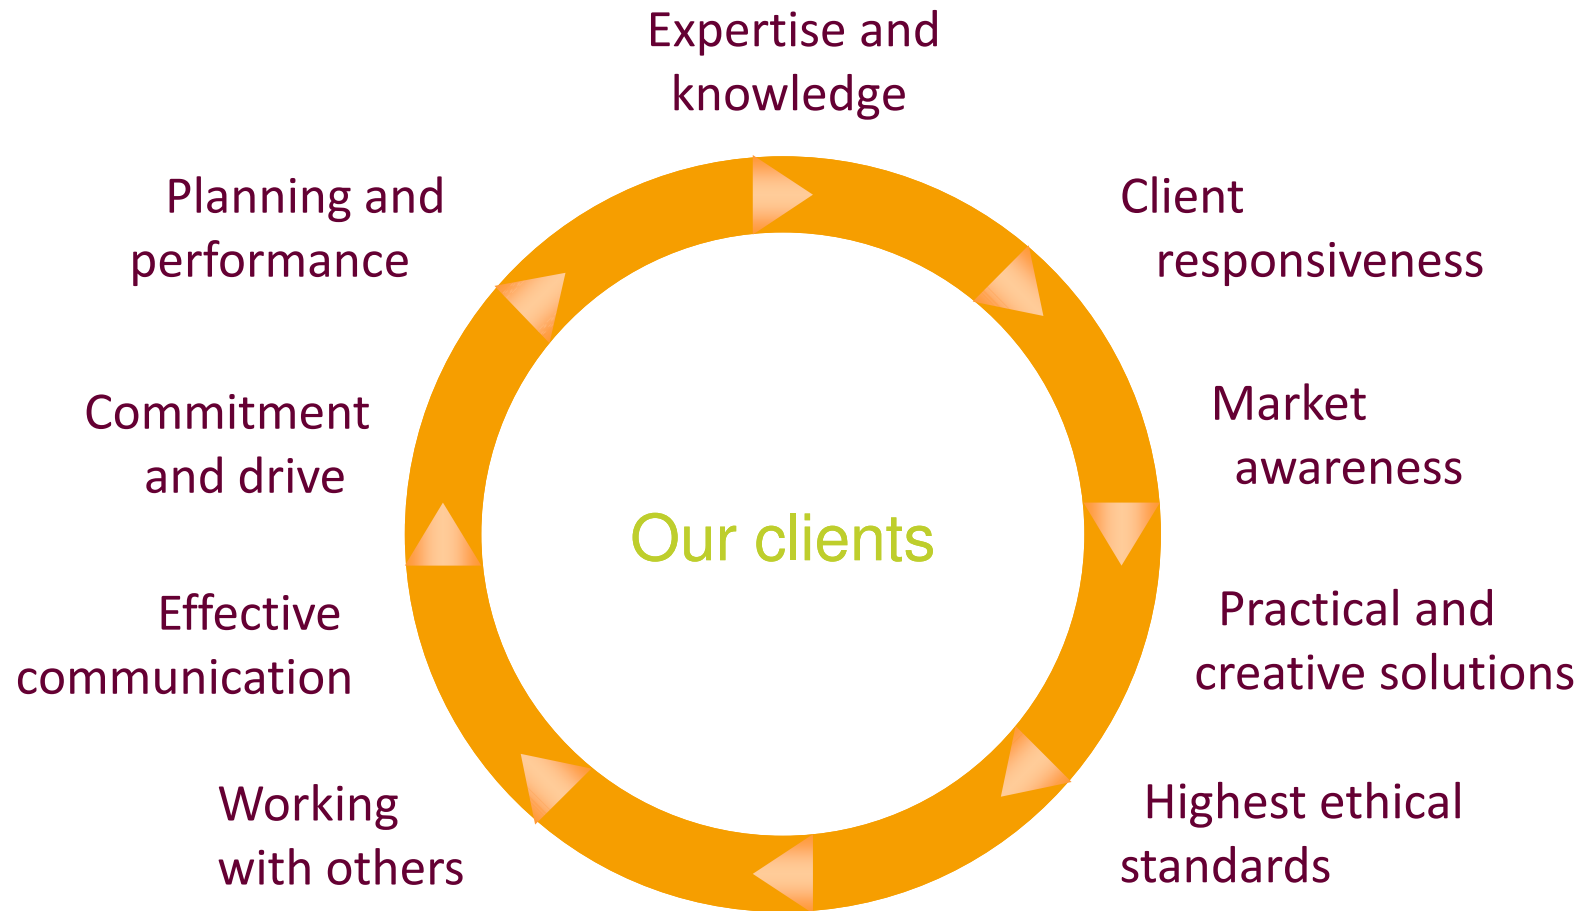 Expertise and
knowledge
Client
responsiveness
Market
awareness
Practical and
creative solutions
Highest ethical
standards
Working
with others
Effective
communication
Commitment
and drive
Planning and
performance
Our clients